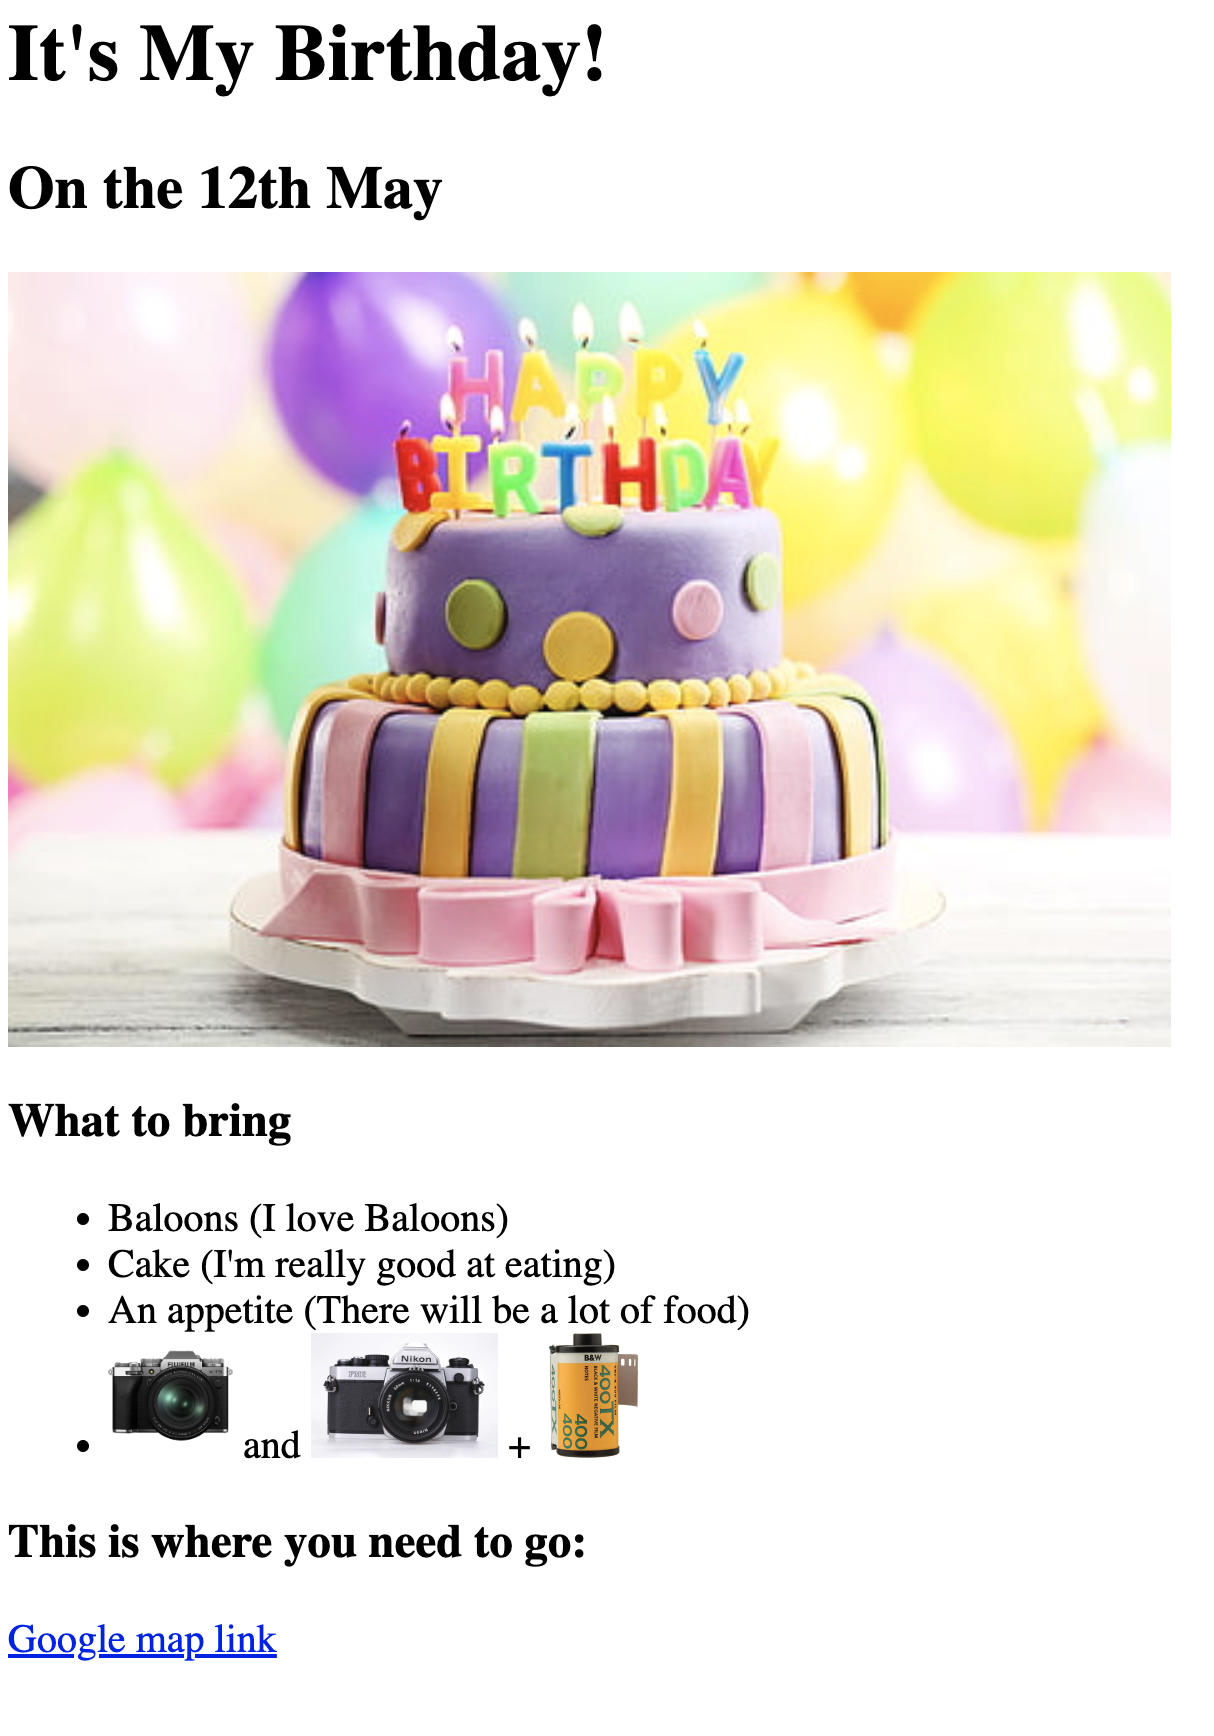 It's My Birthday!
On the 12th May
HAPPY
BIRTHDAY
What to bring
Baloons (I love Baloons)
Cake (I'm really good at eating)
An appetite (There will be a lot of food)
FUJIFILM and Nikon + B&W
FM2
400TX
400
400
This is where you need to go:
Google map link